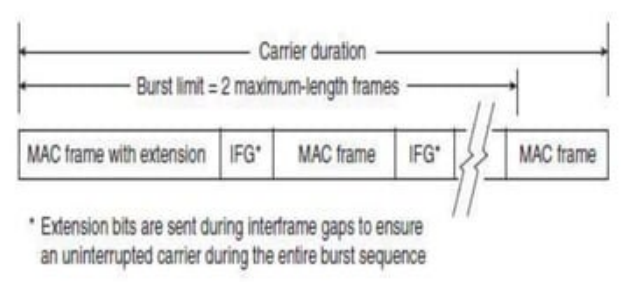 Carrier duration
Burst limit = 2 maximum-length frames
MAC frame with extension IFG* MAC frame IFG* MAC frame
* Extension bits are sent during interframe gaps to ensure
an uninterrupted carrier during the entire burst sequence